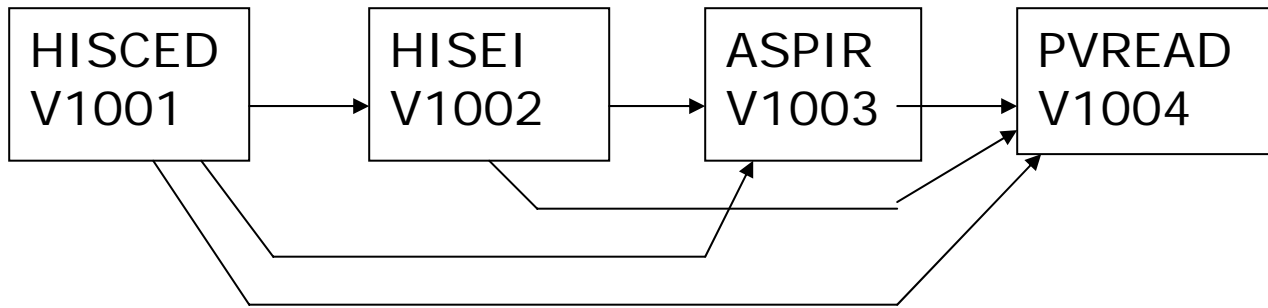 HISCED
V1001
HISEI
V1002
ASPIR
V1003
PVREAD
V1004